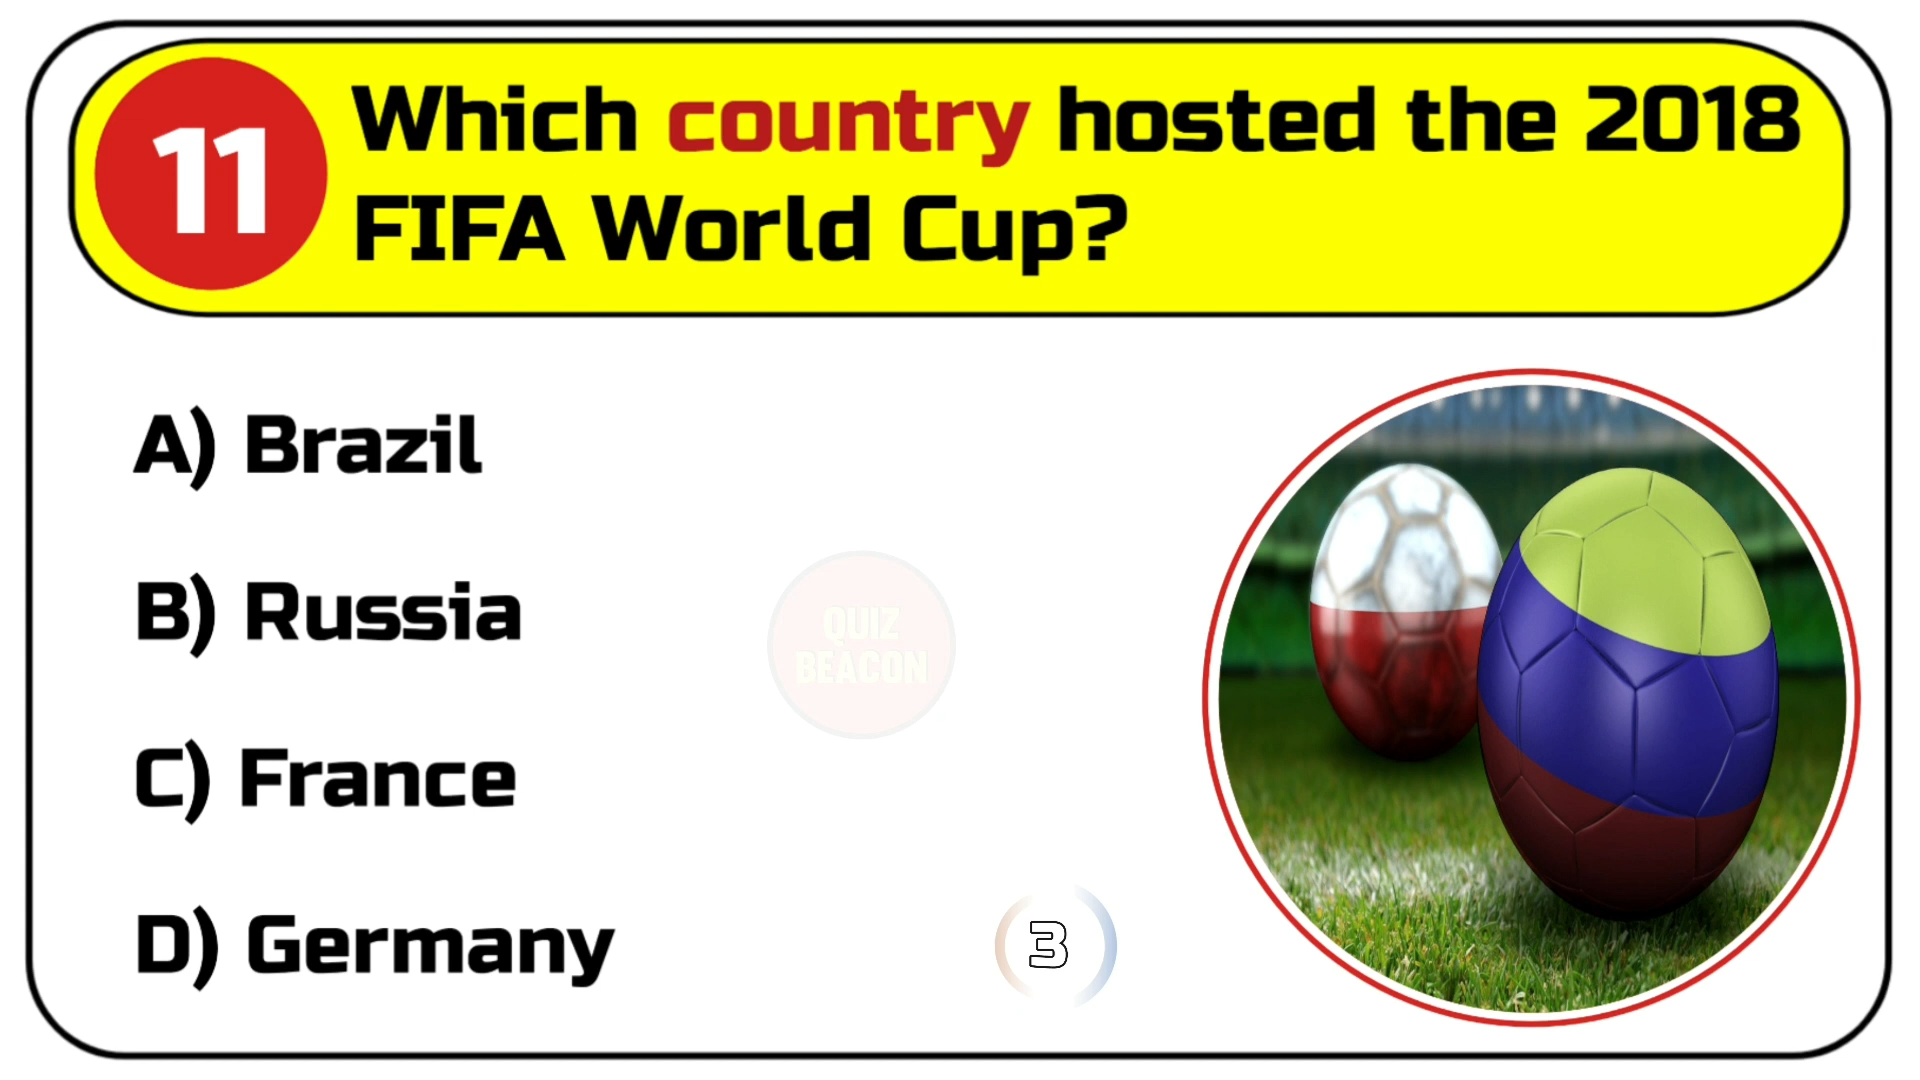 11
Which country hosted the 2018
FIFA World Cup?
A) Brazil
B) Russia
C) France
D) Germany
QUIZ
BEACON
3